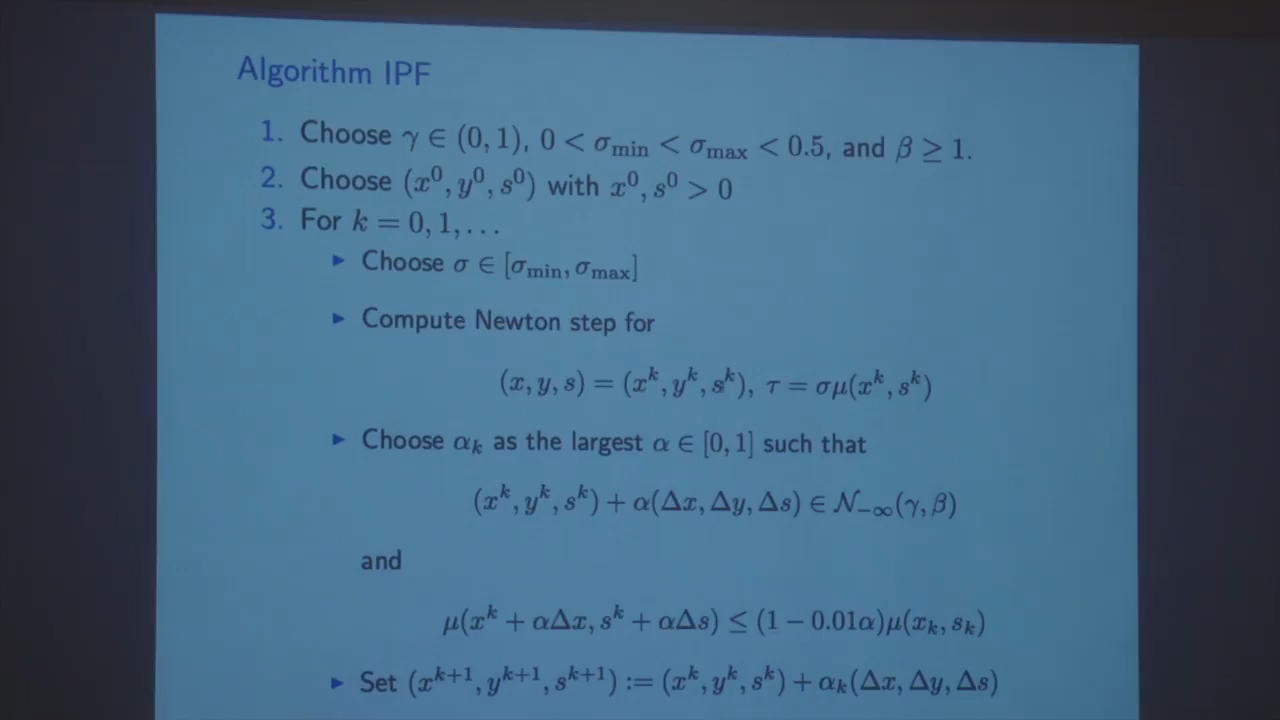 Algorithm IPF
1. Choose γ ∈ (0, 1), 0 < σ_min < σ_max < 0.5, and β ≥ 1.
2. Choose (x^0, y^0, s^0) with x^0, s^0 > 0
3. For k = 0, 1, . . .
▶ Choose σ ∈ [σ_min, σ_max]
▶ Compute Newton step for
(x, y, s) = (x^k, y^k, s^k), τ = σμ(x^k, s^k)
▶ Choose α_k as the largest α ∈ [0, 1] such that
(x^k, y^k, s^k) + α(Δx, Δy, Δs) ∈ 𝒩_−∞(γ, β)
and
μ(x^k + αΔx, s^k + αΔs) ≤ (1 − 0.01α)μ(x_k, s_k)
▶ Set (x^{k+1}, y^{k+1}, s^{k+1}) := (x^k, y^k, s^k) + α_k(Δx, Δy, Δs)